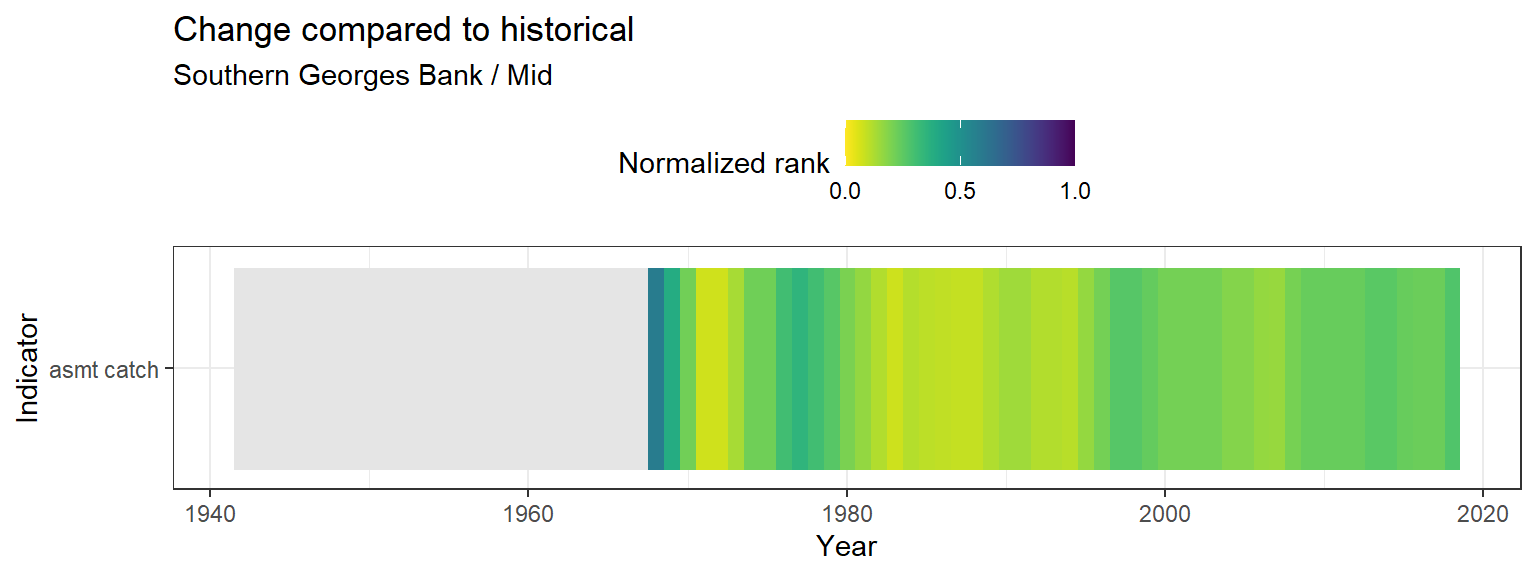 Change compared to historical
Southern Georges Bank / Mid
Normalized rank
0.0 0.5 1.0
Indicator
asmt catch
1940 1960 1980 2000 2020
Year